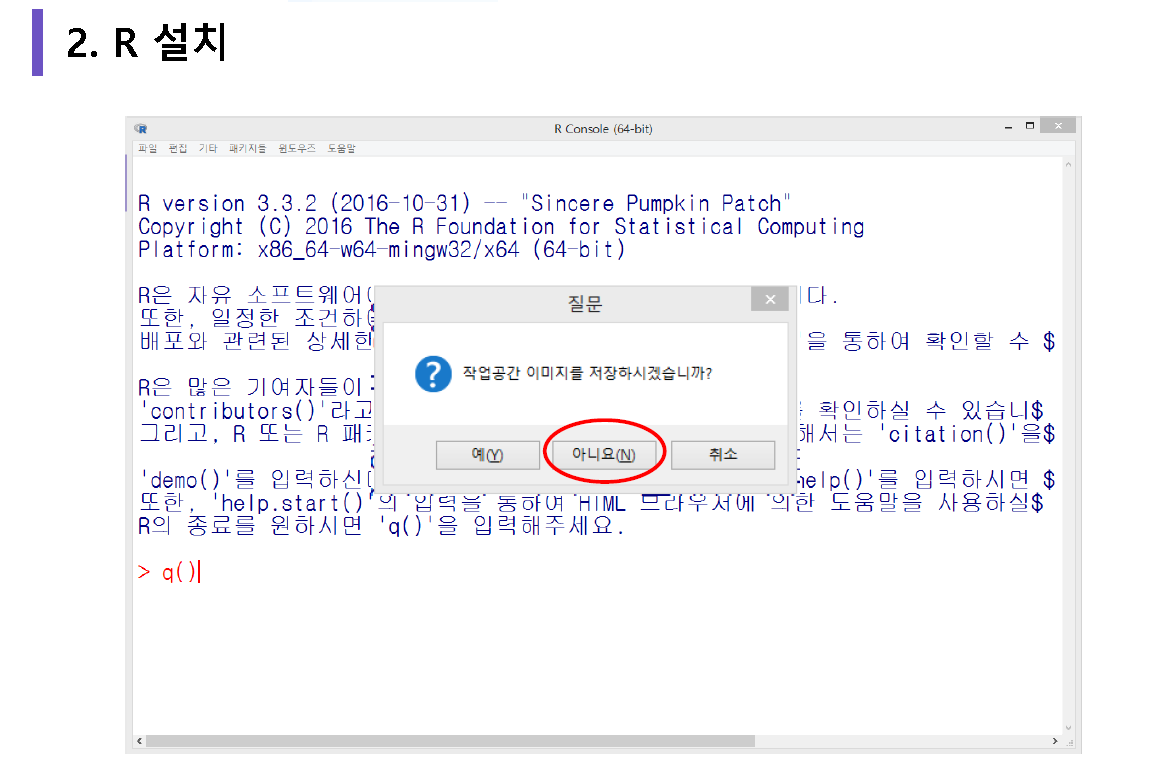 2. R 설치
R Console (64-bit)
파일 편집 기타 패키지들 윈도우즈 도움말
R version 3.3.2 (2016-10-31) -- "Sincere Pumpkin Patch"
Copyright (C) 2016 The R Foundation for Statistical Computing
Platform: x86_64-w64-mingw32/x64 (64-bit)
R은 자유 소프트웨어 다.
또한, 일정한 조건하
배포와 관련된 상세한 을 통하여 확인할 수 $
R은 많은 기여자들이
'contributors()'라고 확인하실 수 있습니$
그리고, R 또는 R 해서는 'citation()'을$
'demo()'를 입력하신 help()'를 입력하시면 $
또한, 'help.start()'의 입력을 통하여 HTML 브라우저에 의한 도움말을 사용하실$
R의 종료를 원하시면 'q()'을 입력해주세요.
> q()
질문
작업공간 이미지를 저장하시겠습니까?
예(Y) 아니요(N) 취소